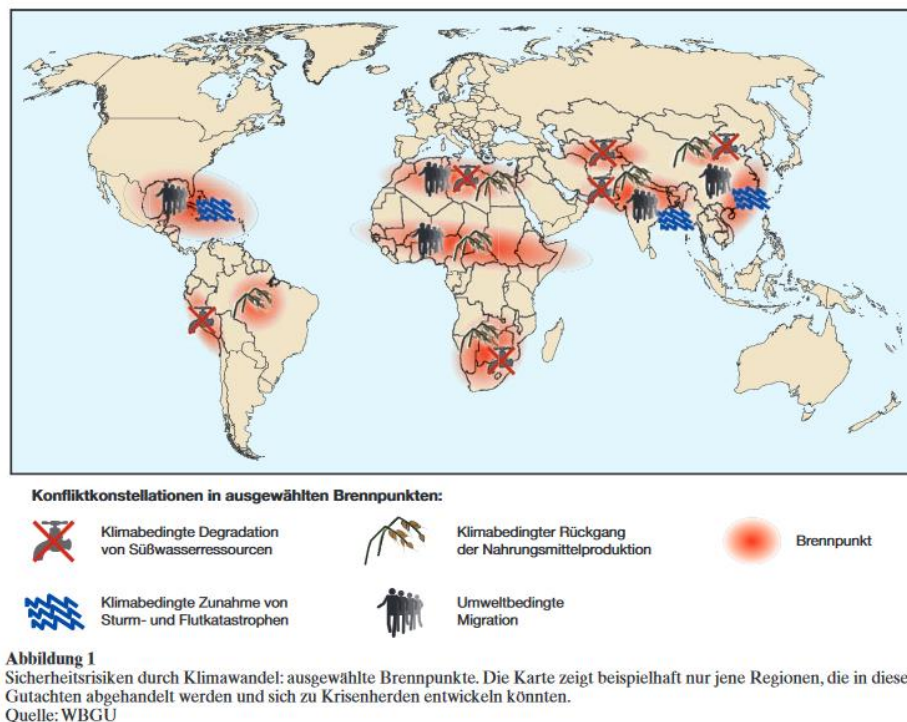 Konfliktkonstellationen in ausgewählten Brennpunkten:
Klimabedingte Degradation
von Süßwasserressourcen
Klimabedingter Rückgang
der Nahrungsmittelproduktion
Brennpunkt
Klimabedingte Zunahme von
Sturm- und Flutkatastrophen
Umweltbedingte
Migration
Abbildung 1
Sicherheitsrisiken durch Klimawandel: ausgewählte Brennpunkte. Die Karte zeigt beispielhaft nur jene Regionen, die in diese
Gutachten abgehandelt werden und sich zu Krisenherden entwickeln könnten.
Quelle: WBGU